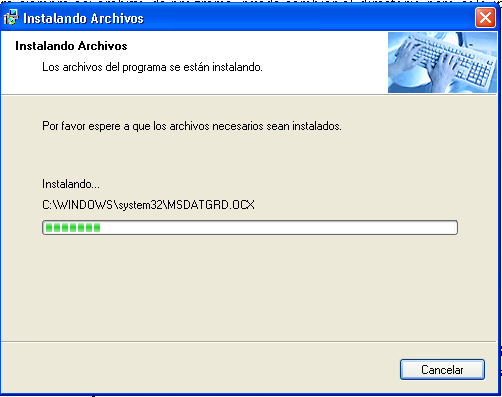 Instalando Archivos
Instalando Archivos
Los archivos del programa se están instalando.
Por favor espere a que los archivos necesarios sean instalados.
Instalando...
C:\WINDOWS\system32\MSDATGRD.OCX
Cancelar